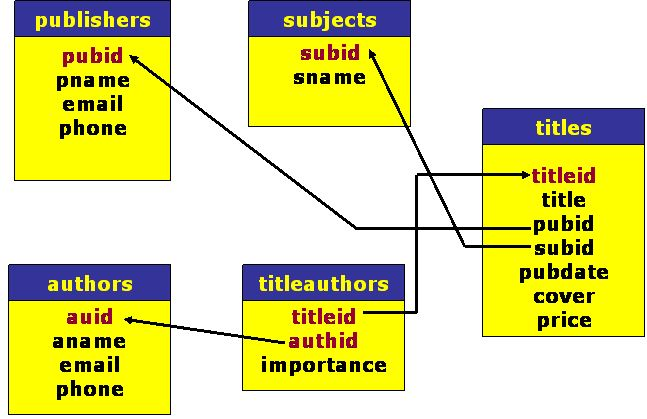 publishers
pubid
pname
email
phone
subjects
subid
sname
titles
titleid
title
pubid
subid
pubdate
cover
price
authors
auid
aname
email
phone
titleauthors
titleid
authid
importance